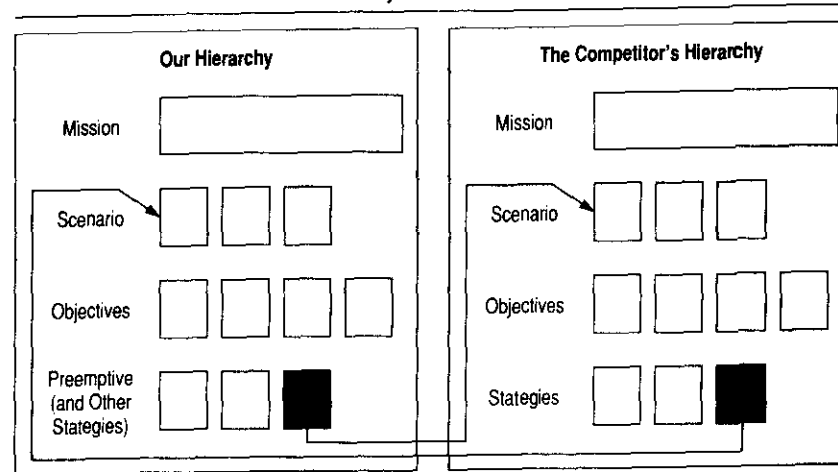 Our Hierarchy
Mission
Scenario
Objectives
Preemptive
(and Other
Stategies)
The Competitor's Hierarchy
Mission
Scenario
Objectives
Stategies